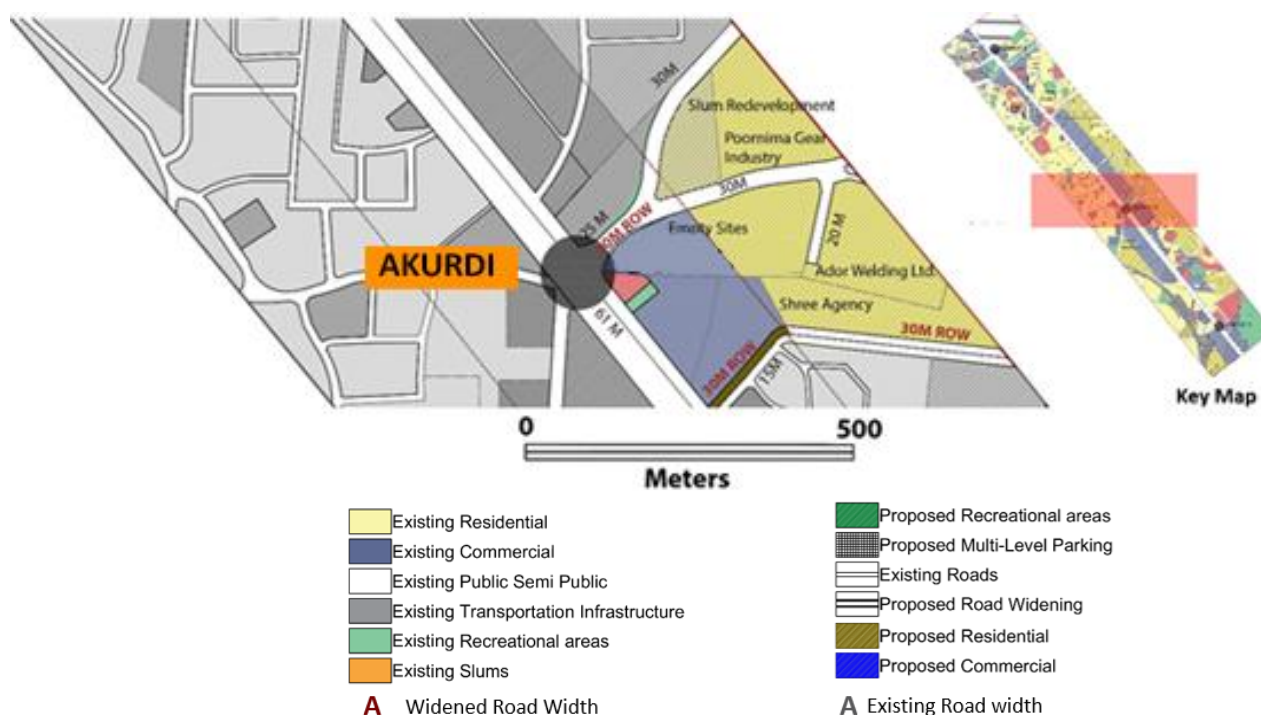 30M
Slum Redevelopment
Poornima Gear
Industry
30M
25 M
30M ROW
Empty Sites
20 M
AKURDI
Ador Welding Ltd.
Shree Agency
61 M
30M ROW
30M ROW
15M
Key Map
0 500
Meters
Existing Residential
Existing Commercial
Existing Public Semi Public
Existing Transportation Infrastructure
Existing Recreational areas
Existing Slums
A Widened Road Width
Proposed Recreational areas
Proposed Multi-Level Parking
Existing Roads
Proposed Road Widening
Proposed Residential
Proposed Commercial
A Existing Road width